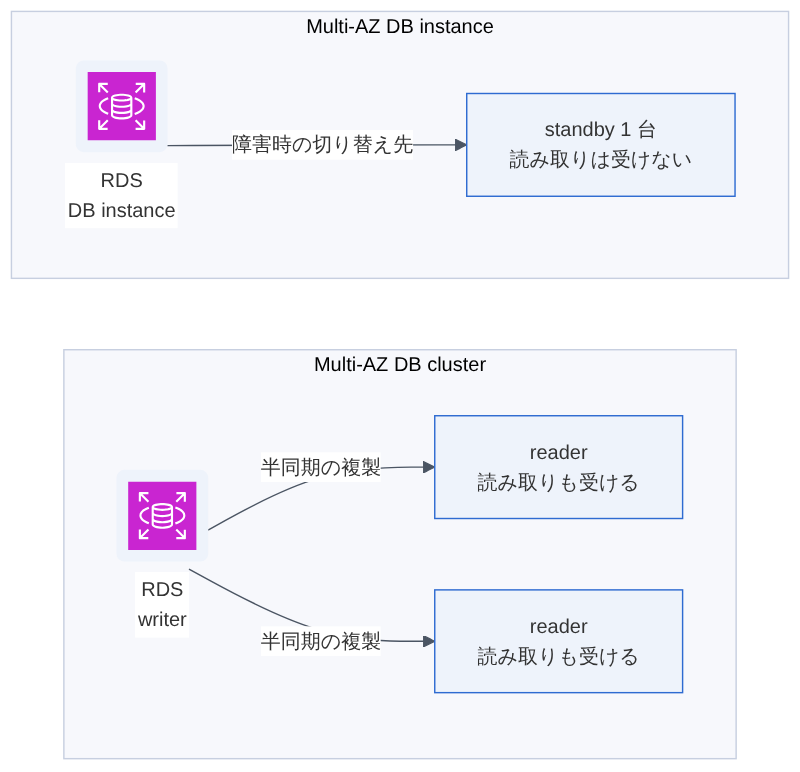 Multi-AZ DB instance
RDS
DB instance
障害時の切り替え先
standby 1 台
読み取りは受けない
Multi-AZ DB cluster
RDS
writer
半同期の複製
reader
読み取りも受ける
半同期の複製
reader
読み取りも受ける